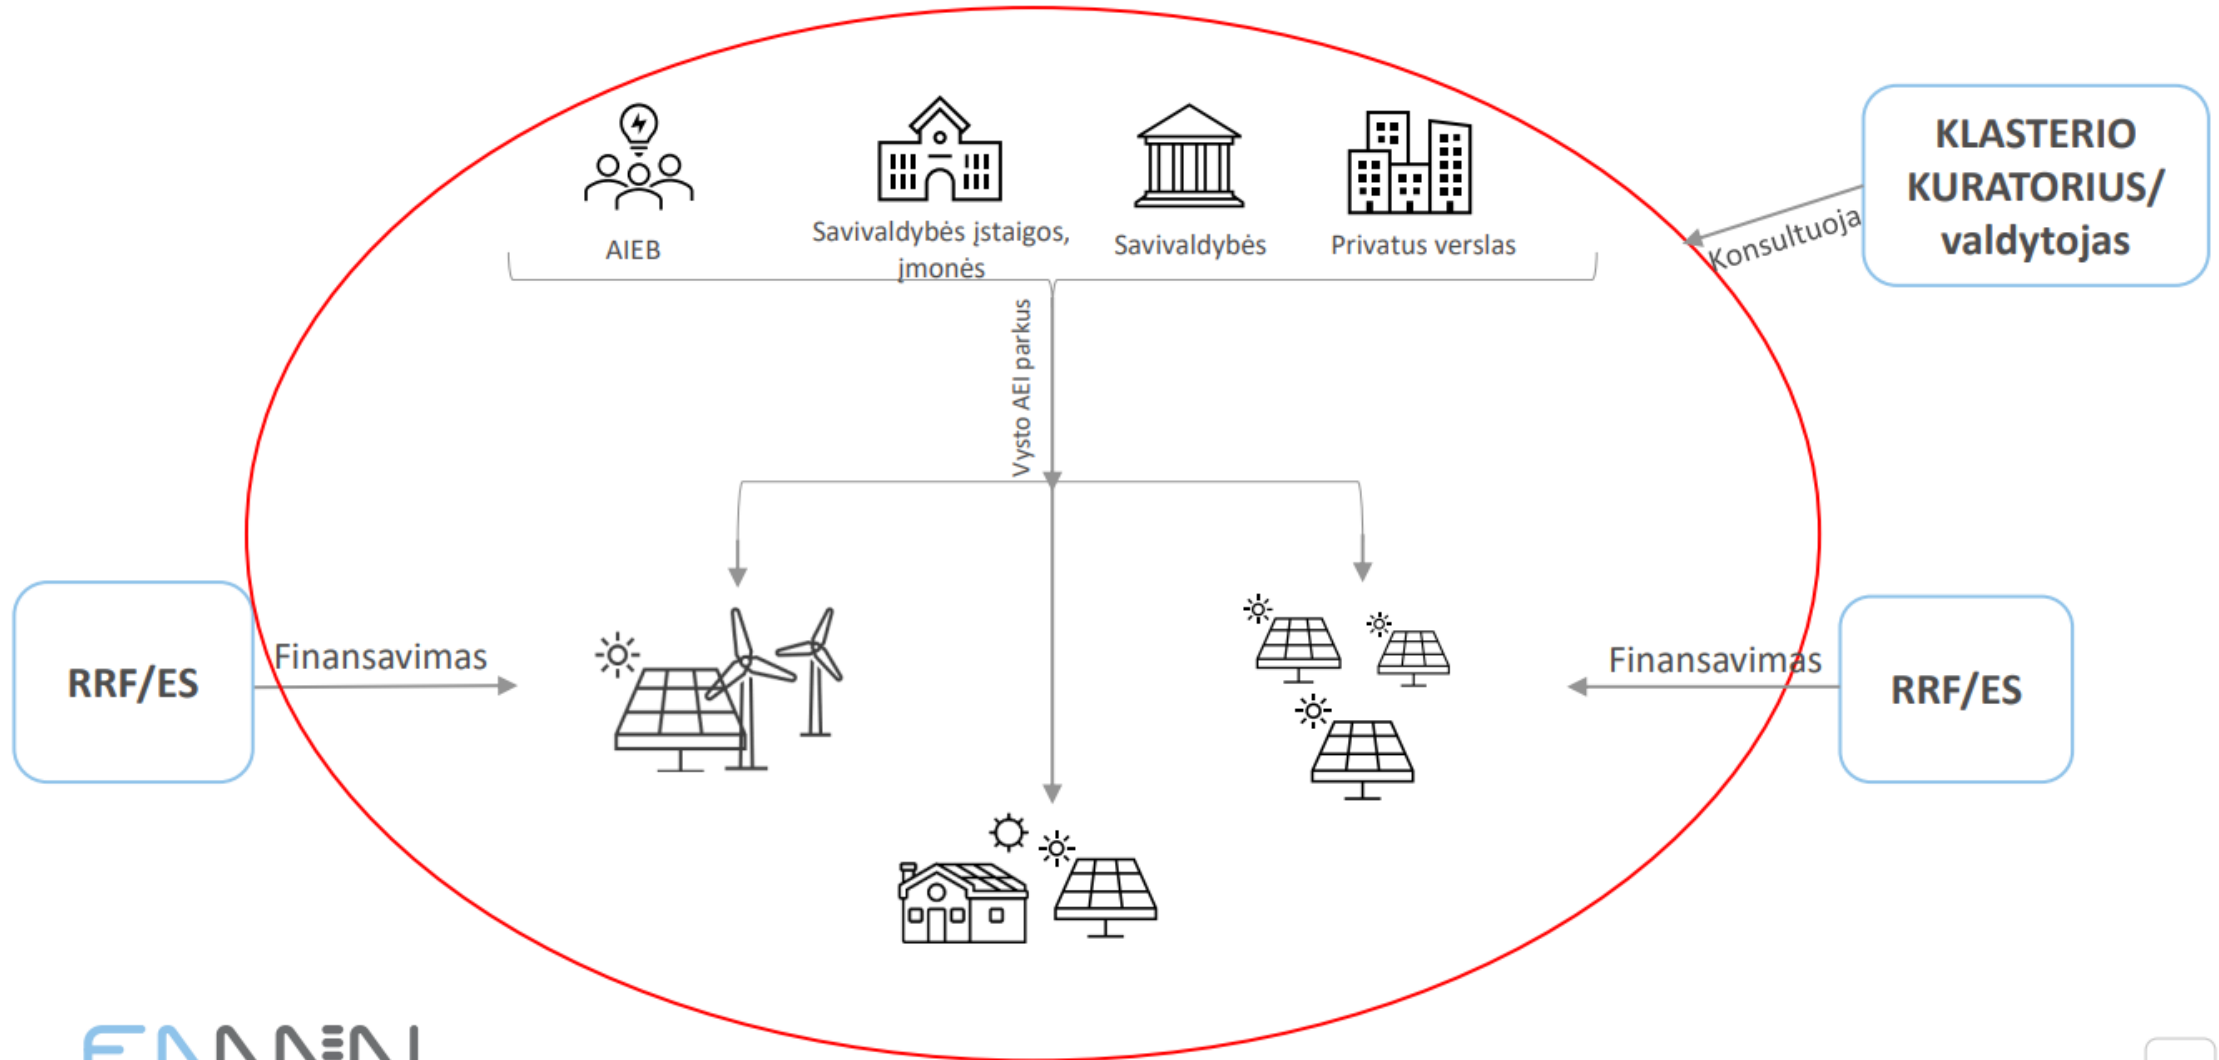 KLASTERIO
KURATORIUS/
valdytojas
Konsultuoja
AIEB
Savivaldybės įstaigos,
įmonės
Savivaldybės
Privatus verslas
Vysto AEI parkus
RRF/ES
Finansavimas
Finansavimas
RRF/ES